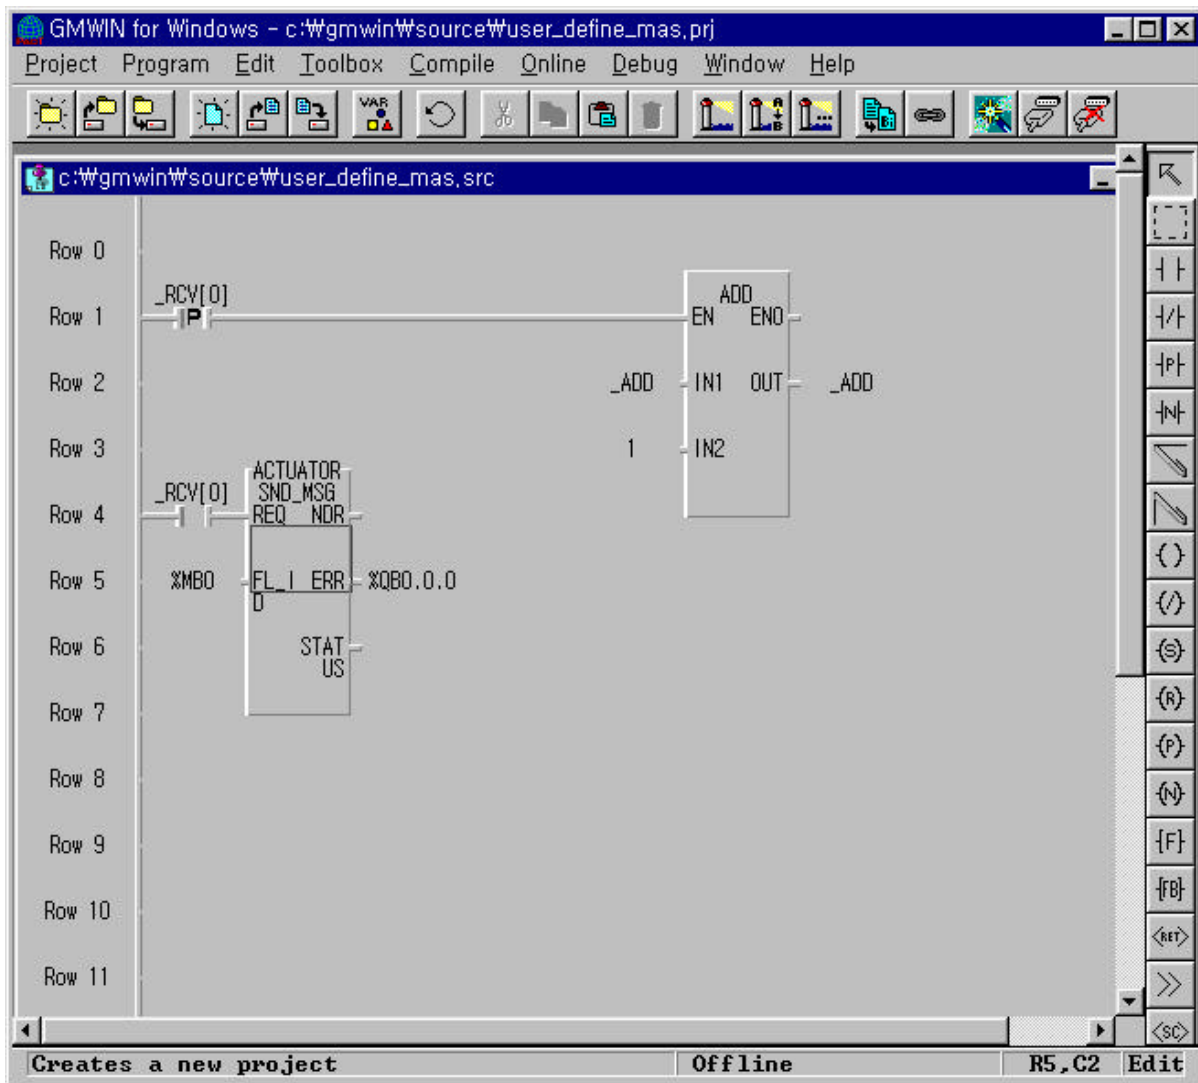 GMWIN for Windows - c:₩gmwin₩source₩user_define_mas,prj
Project Program Edit Toolbox Compile Online Debug Window Help
VAR
c:₩gmwin₩source₩user_define_mas,src
Row 0
_RCV[0]
ADD
Row 1 P EN ENO
Row 2 _ADD IN1 OUT _ADD
Row 3 1 IN2
ACTUATOR
_RCV[0] SND_MSG
Row 4 REQ NDR
Row 5 %MB0 FL_I ERR %QB0.0.0
D
Row 6 STAT
US
Row 7
Row 8
Row 9
Row 10
Row 11
P
N
(/)
(S)
(R)
(P)
(N)
{F}
{FB}
<RET>
>>
<SC>
Creates a new project Offline R5,C2 Edit